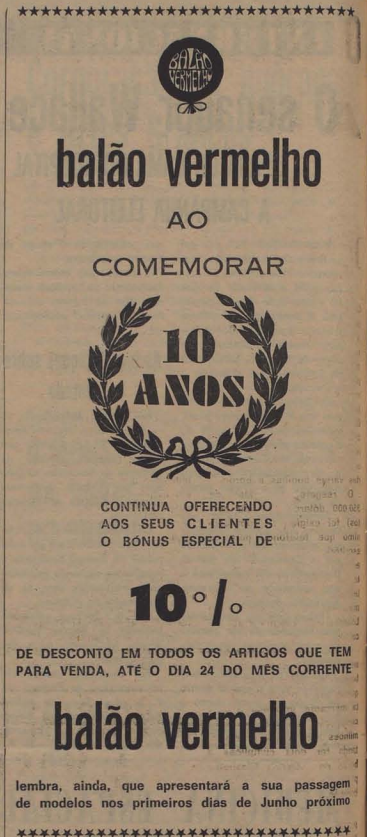 BALÃO
VERMELHO
balão vermelho
AO
COMEMORAR
10
ANOS
CONTINUA OFERECENDO
AOS SEUS CLIENTES
O BÓNUS ESPECIAL DE
10%
DE DESCONTO EM TODOS OS ARTIGOS QUE TEM
PARA VENDA, ATÉ O DIA 24 DO MÊS CORRENTE
balão vermelho
lembra, ainda, que apresentará a sua passagem
de modelos nos primeiros dias de Junho próximo